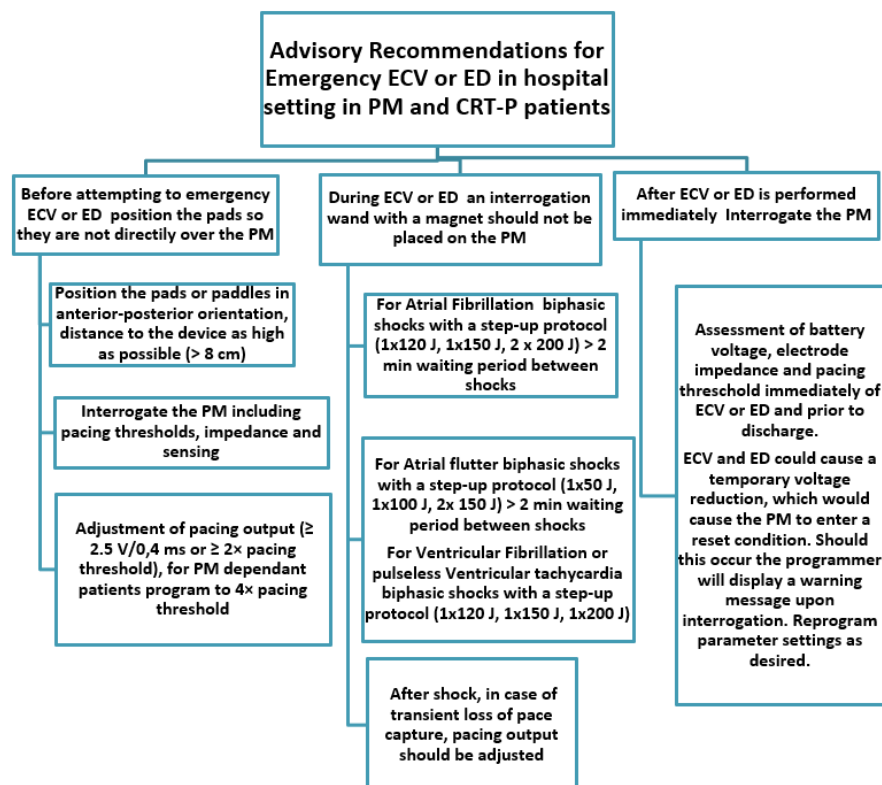 Advisory Recommendations for
Emergency ECV or ED in hospital
setting in PM and CRT-P patients
Before attempting to emergency
ECV or ED position the pads so
they are not directily over the PM
Position the pads or paddles in
anterior-posterior orientation,
distance to the device as high
as possible (> 8 cm)
Interrogate the PM including
pacing thresholds, impedance and
sensing
Adjustment of pacing output (≥
2.5 V/0,4 ms or ≥ 2× pacing
threshold), for PM dependant
patients program to 4× pacing
threshold
During ECV or ED an interrogation
wand with a magnet should not be
placed on the PM
For Atrial Fibrillation biphasic
shocks with a step-up protocol
(1x120 J, 1x150 J, 2 x 200 J) > 2
min waiting period between
shocks
For Atrial flutter biphasic shocks
with a step-up protocol (1x50 J,
1x100 J, 2x 150 J) > 2 min waiting
period between shocks
For Ventricular Fibrillation or
pulseless Ventricular tachycardia
biphasic shocks with a step-up
protocol (1x120 J, 1x150 J, 1x200 J)
After shock, in case of
transient loss of pace
capture, pacing output
should be adjusted
After ECV or ED is performed
immediately Interrogate the PM
Assessment of battery
voltage, electrode
impedance and pacing
threschold immediately of
ECV or ED and prior to
discharge.
ECV and ED could cause a
temporary voltage
reduction, which would
cause the PM to enter a
reset condition. Should
this occur the programmer
will display a warning
message upon
interrogation. Reprogram
parameter settings as
desired.